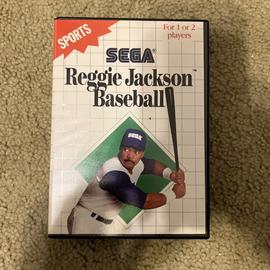 SPORTS
For 1 or 2
players
SEGA
Reggie Jackson™
Baseball
SEGA